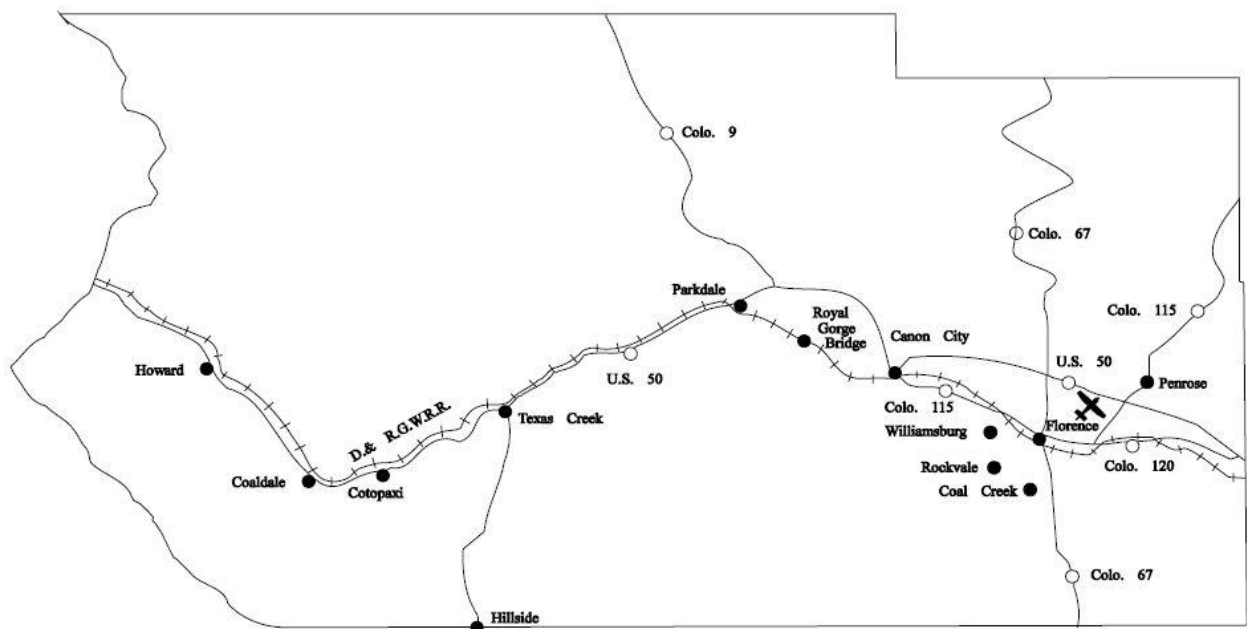 Colo. 9
Colo. 67
Parkdale
Royal
Gorge
Bridge
Colo. 115
Canon City
Howard
U.S. 50
U.S. 50
Penrose
D.& R.G.W.R.R.
Texas Creek
Colo. 115
Florence
Williamsburg
Coaldale
Cotopaxi
Rockvale
Colo. 120
Coal Creek
Colo. 67
Hillside